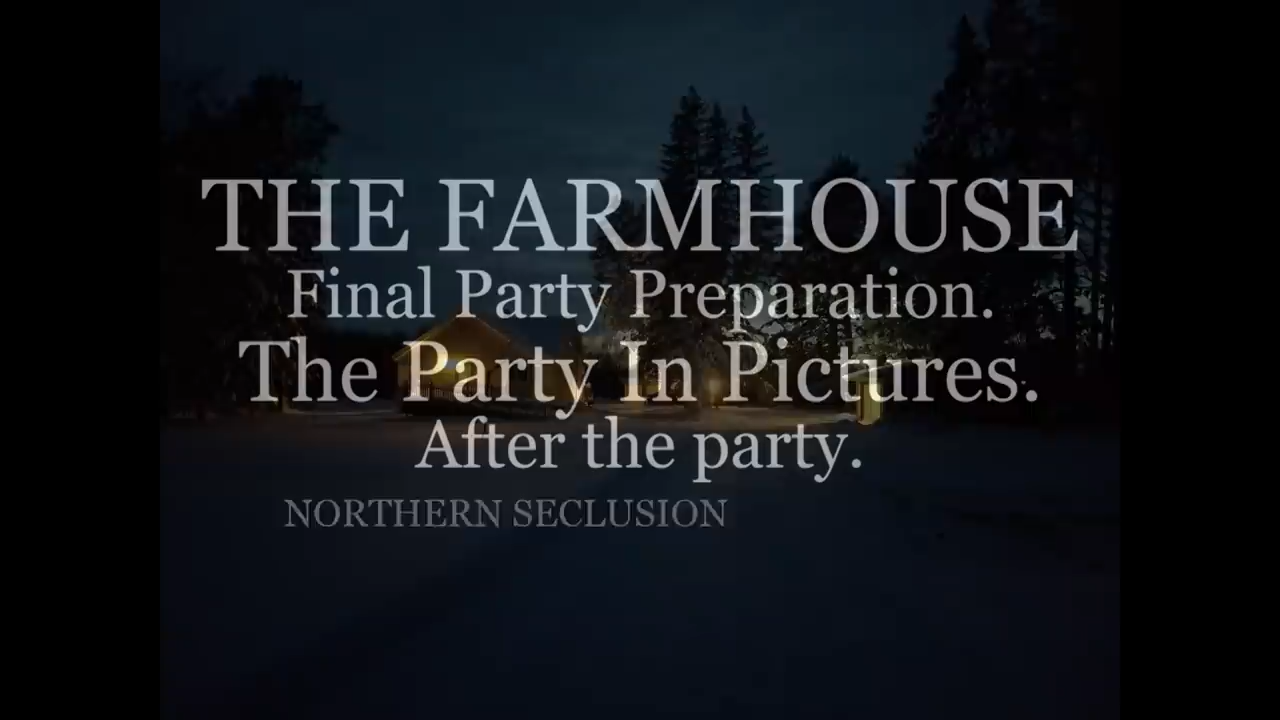 THE FARMHOUSE
Final Party Preparation.
The Party In Pictures.
After the party.
NORTHERN SECLUSION